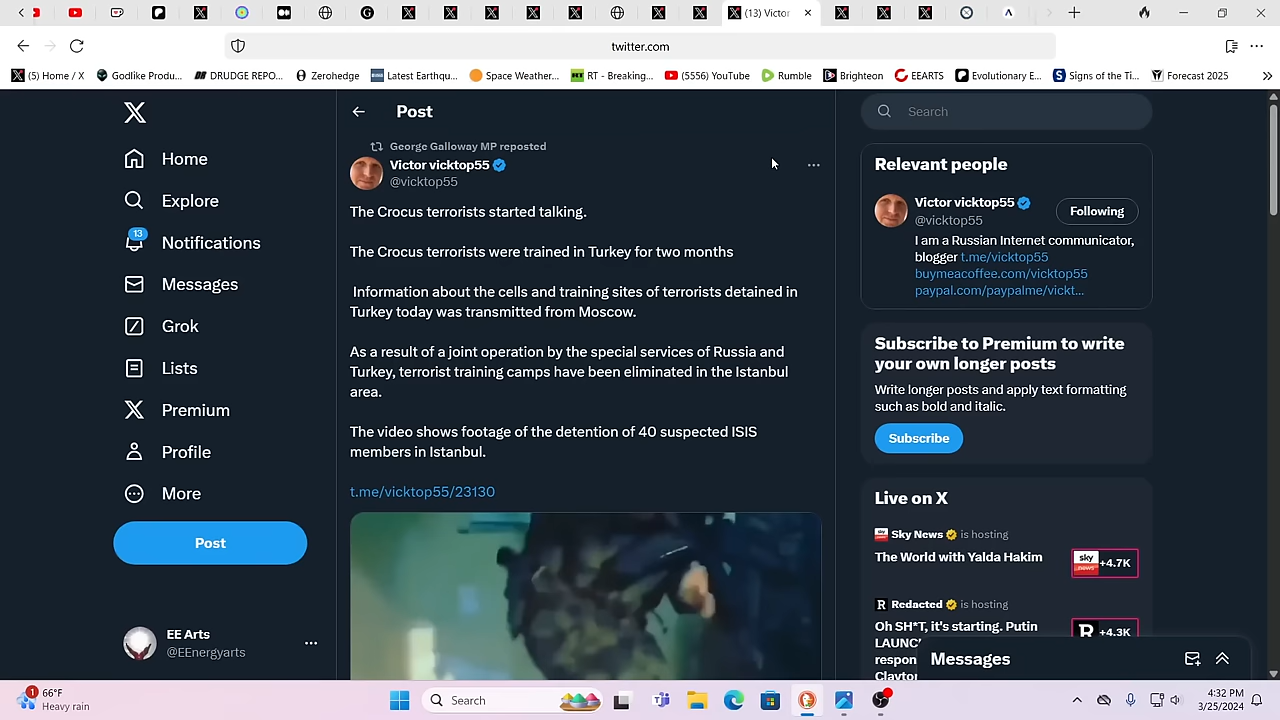 (13) Victor
twitter.com
(5) Home / X
Godlike Produ...
DRUDGE REPO...
Zerohedge
Latest Earthqu...
Space Weather...
RT - Breaking...
(5556) YouTube
Rumble
Brighteon
EEARTS
Evolutionary E...
Signs of the Ti...
Forecast 2025
Home
Explore
13
Notifications
Messages
Grok
Lists
Premium
Profile
More
Post
EE Arts
@EEnergyarts
Post
George Galloway MP reposted
Victor vicktop55
@vicktop55
The Crocus terrorists started talking.
The Crocus terrorists were trained in Turkey for two months
Information about the cells and training sites of terrorists detained in
Turkey today was transmitted from Moscow.
As a result of a joint operation by the special services of Russia and
Turkey, terrorist training camps have been eliminated in the Istanbul
area.
The video shows footage of the detention of 40 suspected ISIS
members in Istanbul.
t.me/vicktop55/23130
Search
Relevant people
Victor vicktop55
@vicktop55
Following
I am a Russian Internet communicator,
blogger t.me/vicktop55
buymeacoffee.com/vicktop55
paypal.com/paypalme/vickt...
Subscribe to Premium to write
your own longer posts
Write longer posts and apply text formatting
such as bold and italic.
Subscribe
Live on X
Sky News is hosting
The World with Yalda Hakim
sky news +4.7K
Redacted is hosting
Oh SH*T, it's starting. Putin
R +4.3K
Messages
1
66°F
Heavy rain
Search
4:32 PM
3/25/2024